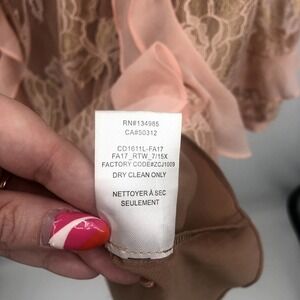 RN#134985
CA#50312
CD1611L-FA17
FA17_RTW_7/15X
FACTORY CODE#ZCJ1009
DRY CLEAN ONLY
NETTOYER À SEC
SEULEMENT